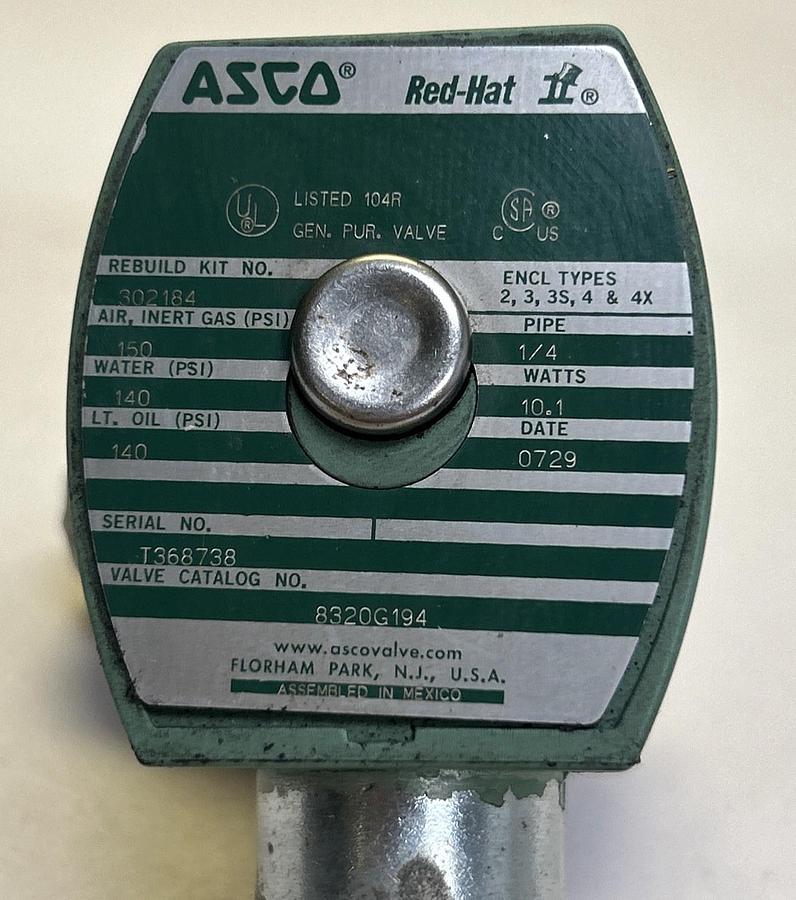 ASCO® Red-Hat II®
UL® LISTED 104R
GEN. PUR. VALVE
C SA® US
REBUILD KIT NO.
302184
AIR, INERT GAS (PSI)
150
WATER (PSI)
140
LT. OIL (PSI)
140
ENCL TYPES
2, 3, 3S, 4 & 4X
PIPE
1/4
WATTS
10.1
DATE
0729
SERIAL NO.
T368738
VALVE CATALOG NO.
8320G194
www.ascovalve.com
FLORHAM PARK, N.J., U.S.A.
ASSEMBLED IN MEXICO